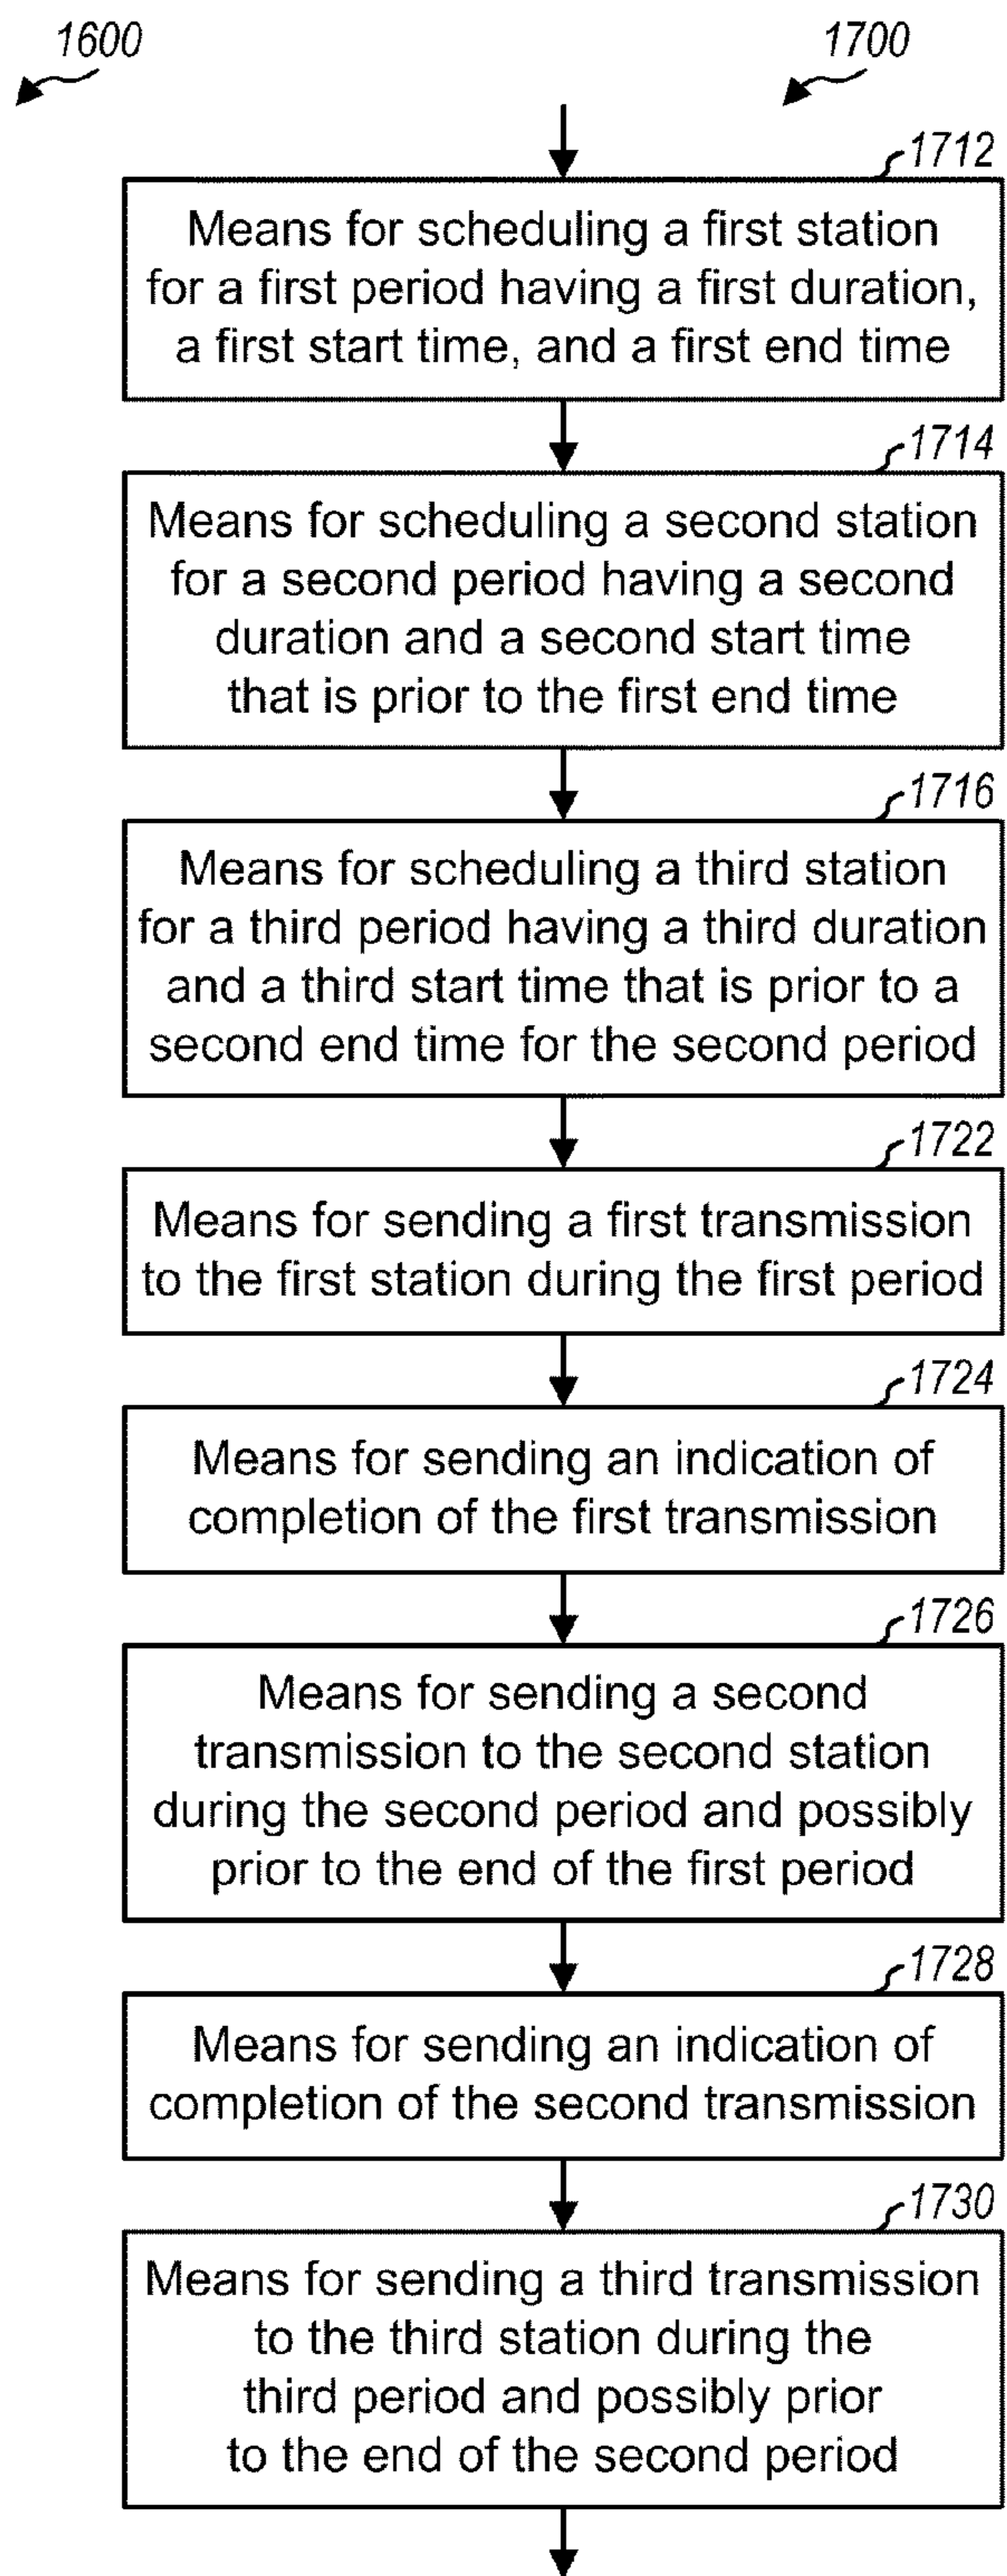 1600
1700
1712
Means for scheduling a first station
for a first period having a first duration,
a first start time, and a first end time
1714
Means for scheduling a second station
for a second period having a second
duration and a second start time
that is prior to the first end time
1716
Means for scheduling a third station
for a third period having a third duration
and a third start time that is prior to a
second end time for the second period
1722
Means for sending a first transmission
to the first station during the first period
1724
Means for sending an indication of
completion of the first transmission
1726
Means for sending a second
transmission to the second station
during the second period and possibly
prior to the end of the first period
1728
Means for sending an indication of
completion of the second transmission
1730
Means for sending a third transmission
to the third station during the
third period and possibly prior
to the end of the second period